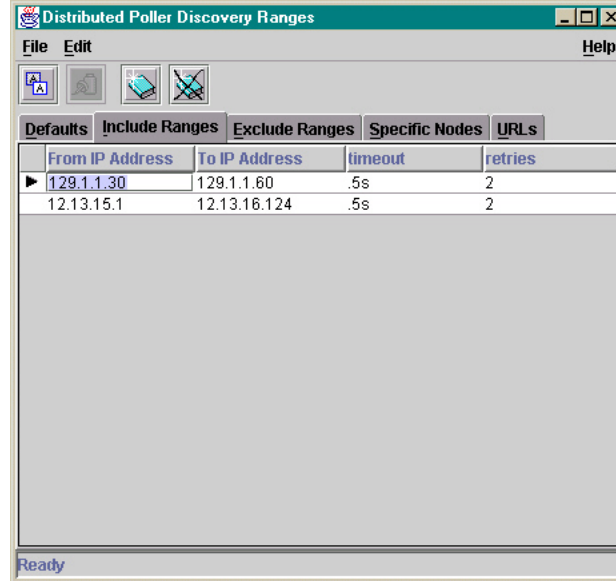 Distributed Poller Discovery Ranges
File Edit Help
Defaults Include Ranges Exclude Ranges Specific Nodes URLs
From IP Address To IP Address timeout retries
129.1.1.30 129.1.1.60 .5s 2
12.13.15.1 12.13.16.124 .5s 2
Ready